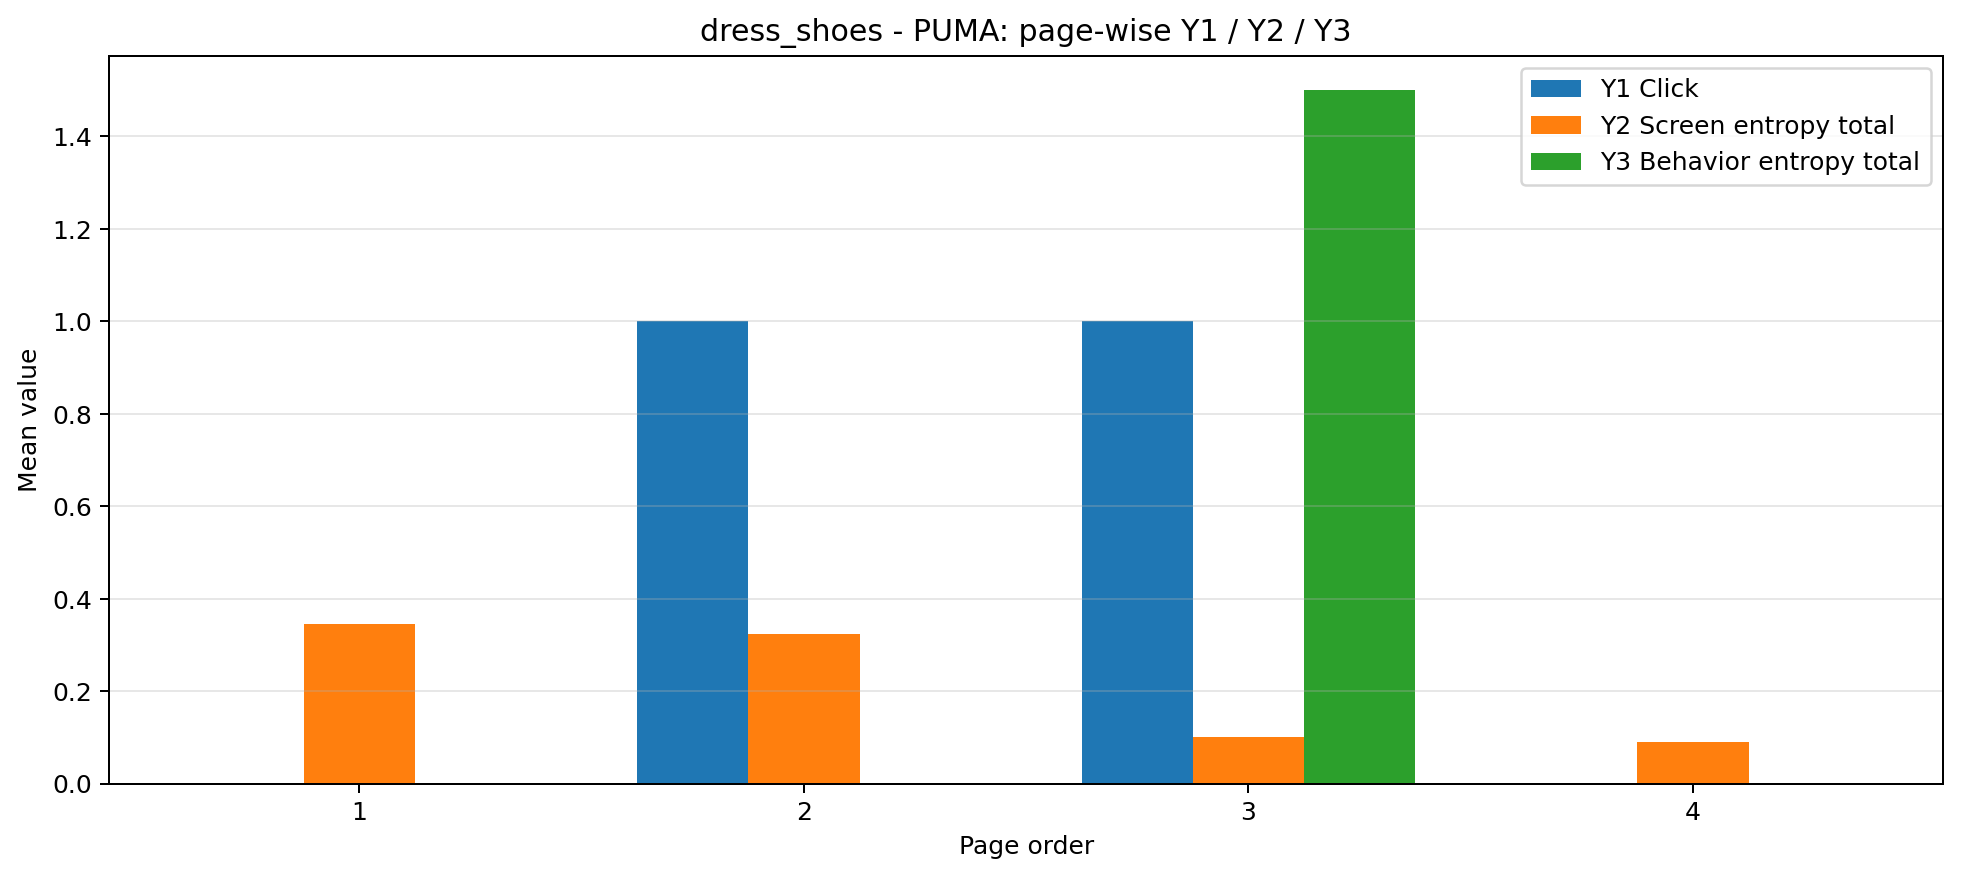 dress_shoes - PUMA: page-wise Y1 / Y2 / Y3
Y1 Click
Y2 Screen entropy total
Y3 Behavior entropy total
Mean value
1.4
1.2
1.0
0.8
0.6
0.4
0.2
0.0
1 2 3 4
Page order